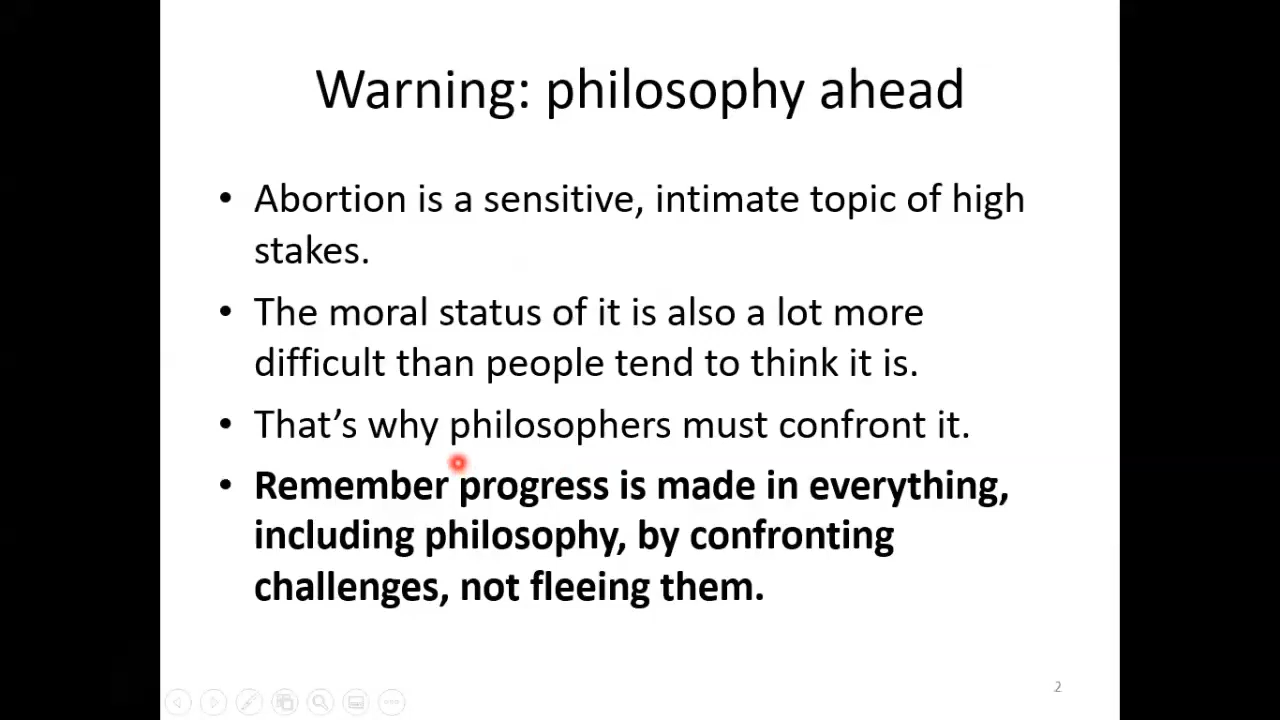 Warning: philosophy ahead
• Abortion is a sensitive, intimate topic of high
stakes.
• The moral status of it is also a lot more
difficult than people tend to think it is.
• That’s why philosophers must confront it.
• Remember progress is made in everything,
including philosophy, by confronting
challenges, not fleeing them.
2